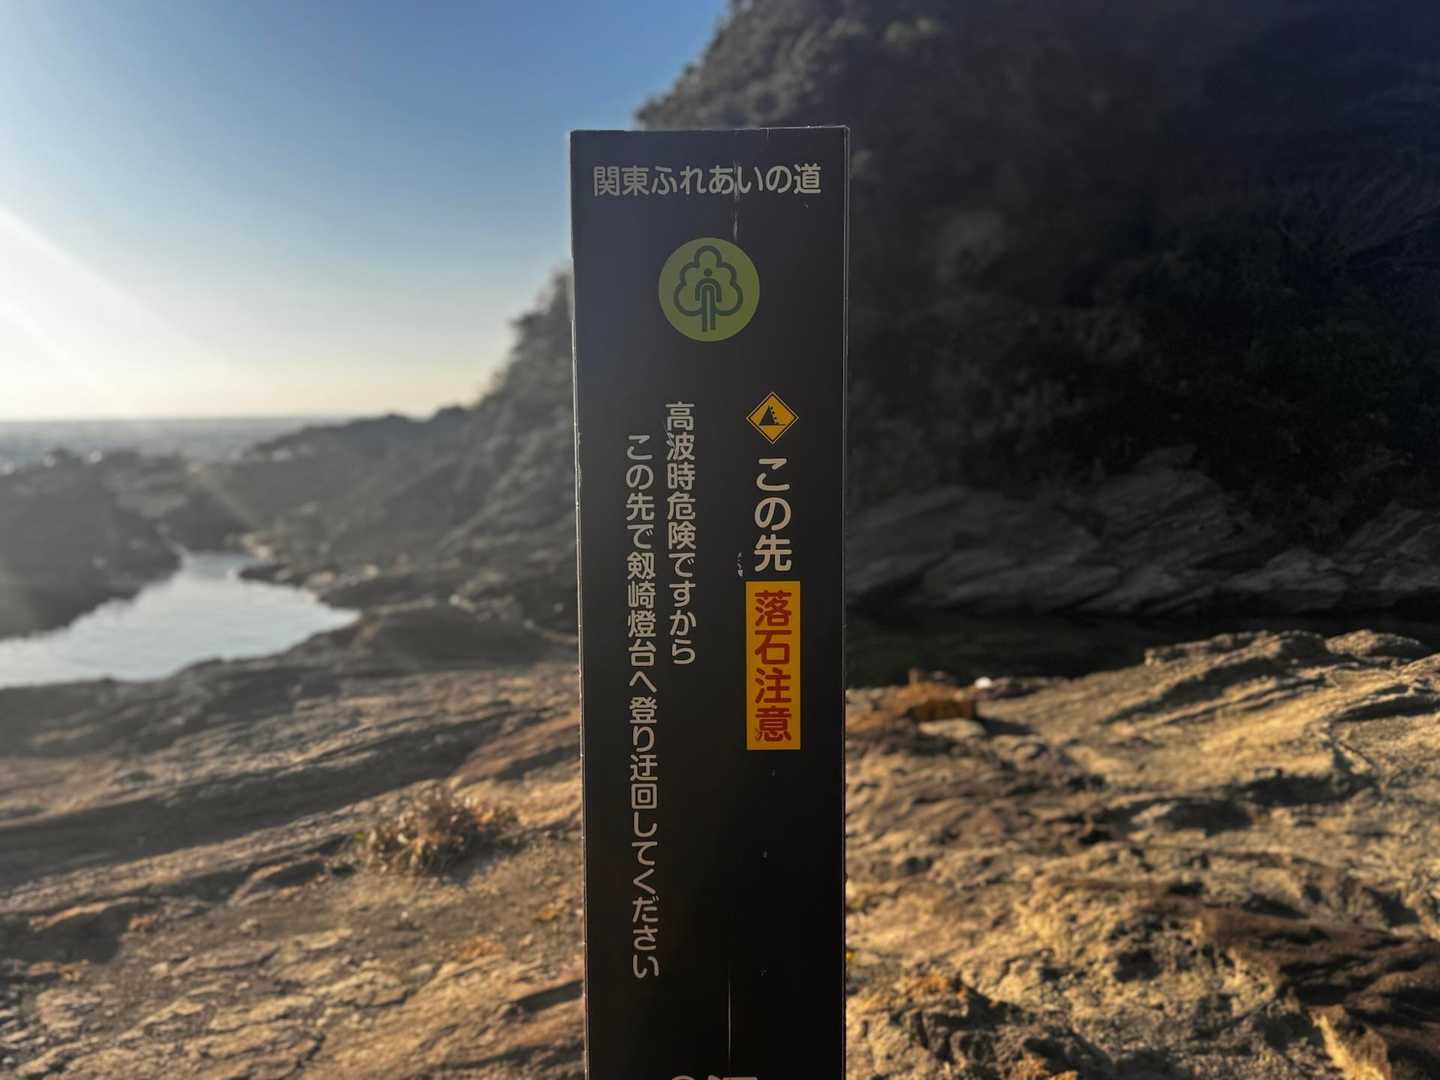 関東ふれあいの道
この先
落石注意
高波時危険ですから
この先で剱崎燈台へ登り迂回してください